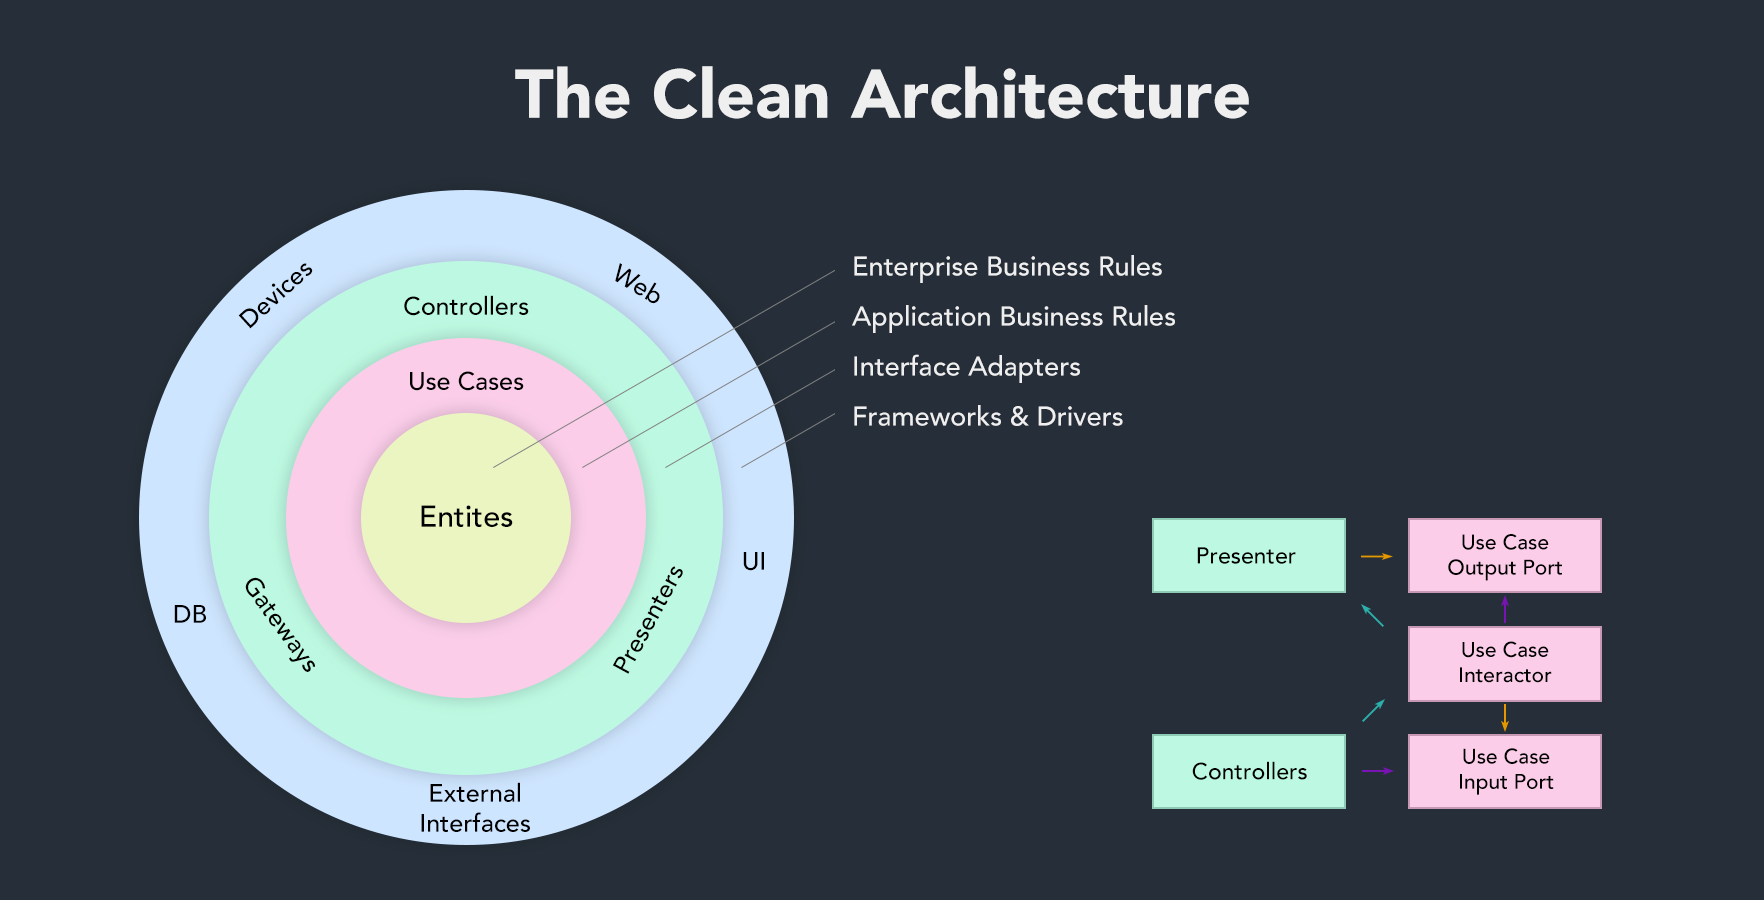 The Clean Architecture
Devices
Web
Controllers
Use Cases
Entites
Gateways
Presenters
DB
UI
External
Interfaces
Enterprise Business Rules
Application Business Rules
Interface Adapters
Frameworks & Drivers
Presenter
Use Case
Output Port
Use Case
Interactor
Controllers
Use Case
Input Port